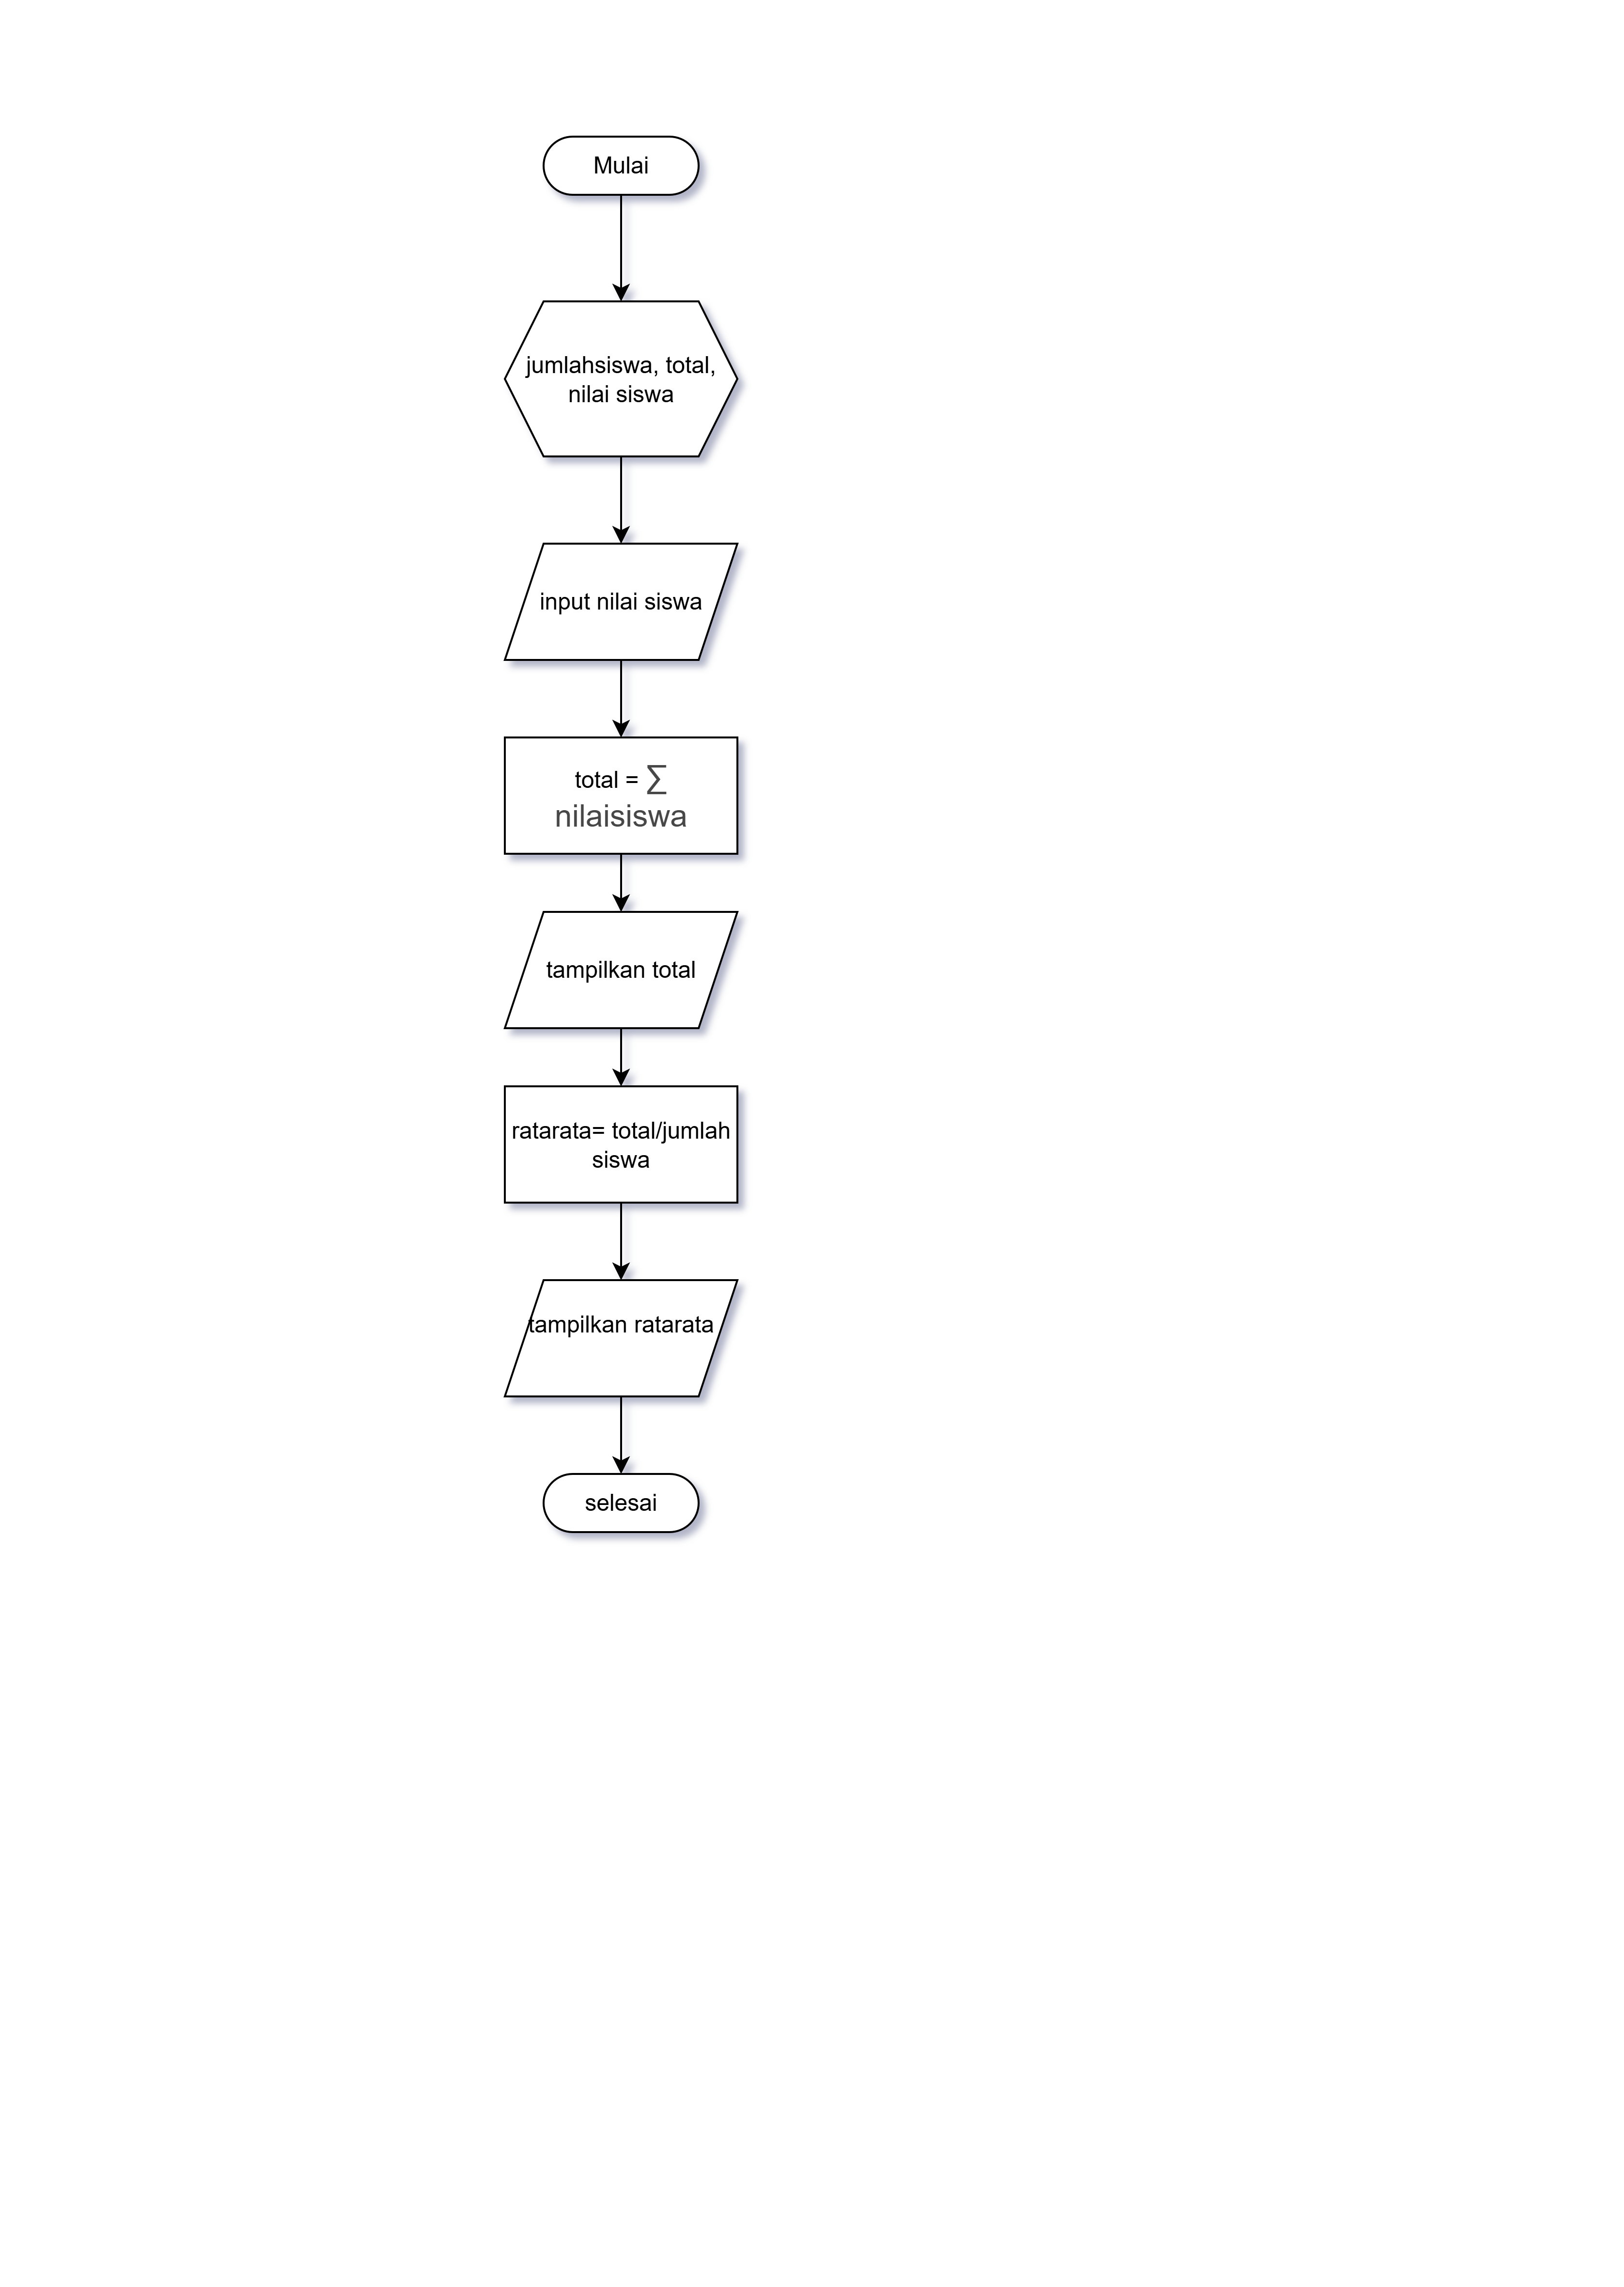 Mulai
jumlahsiswa, total,
nilai siswa
input nilai siswa
total = ∑
nilaisiswa
tampilkan total
ratarata= total/jumlah
siswa
tampilkan ratarata
selesai